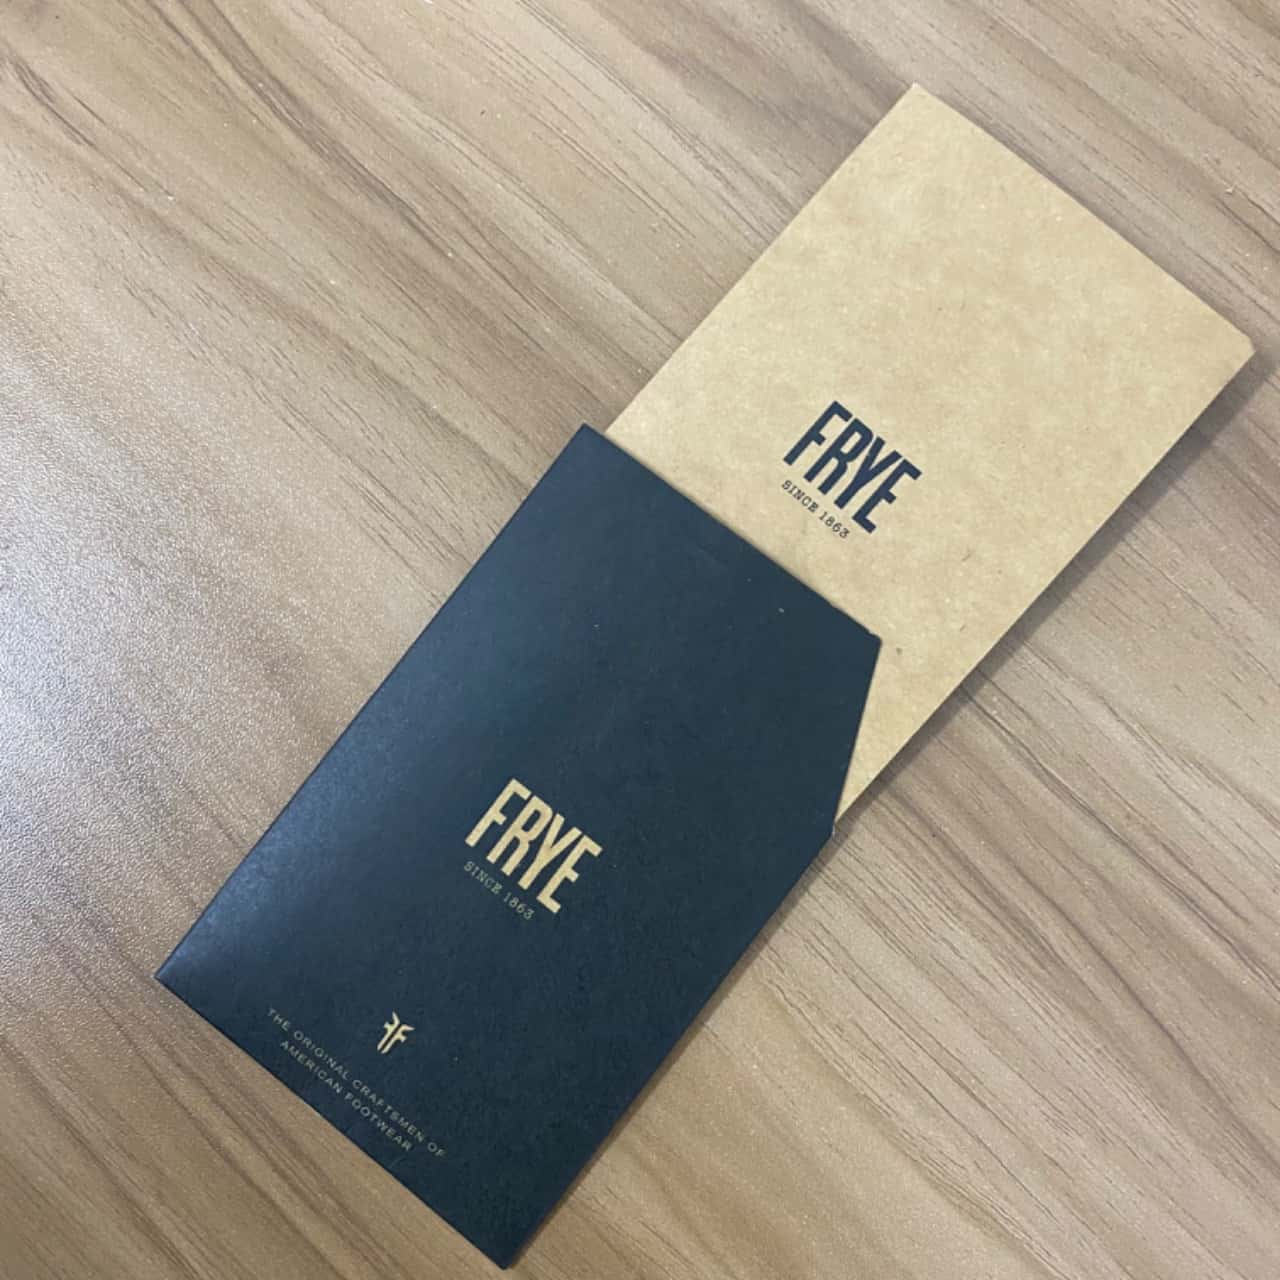 FRYE
SINCE 1863
FRYE
SINCE 1863
THE ORIGINAL CRAFTSMEN OF
AMERICAN FOOTWEAR